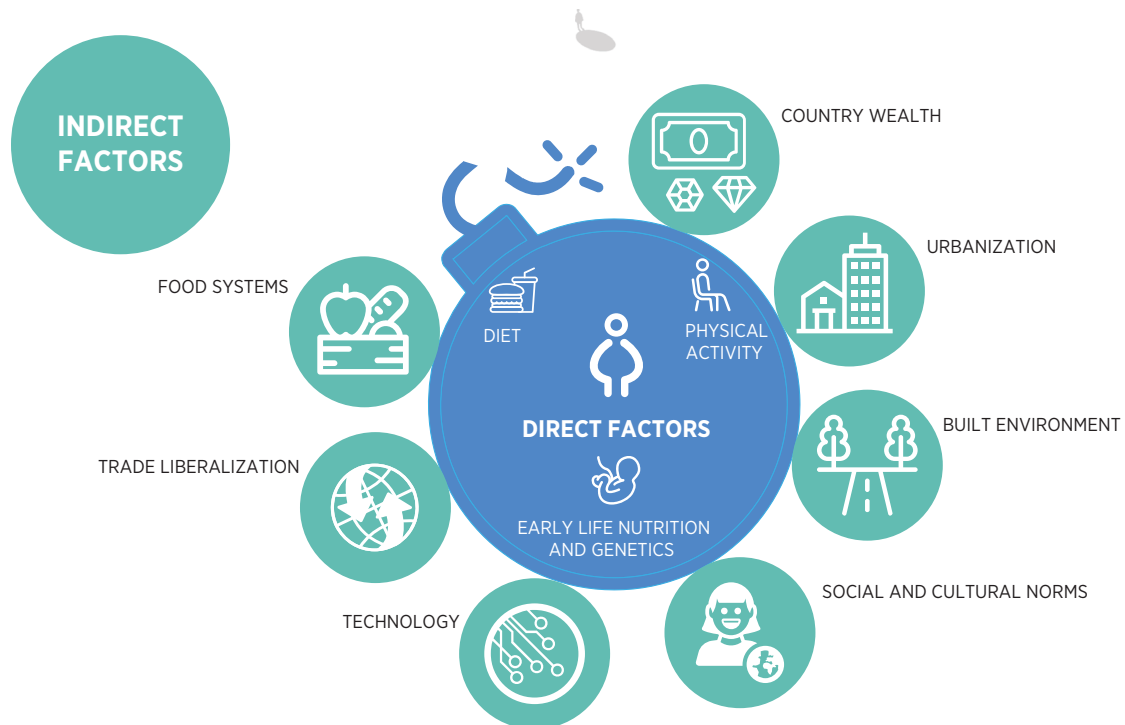 INDIRECT
FACTORS
COUNTRY WEALTH
URBANIZATION
FOOD SYSTEMS
DIET
PHYSICAL
ACTIVITY
DIRECT FACTORS
BUILT ENVIRONMENT
TRADE LIBERALIZATION
EARLY LIFE NUTRITION
AND GENETICS
SOCIAL AND CULTURAL NORMS
TECHNOLOGY